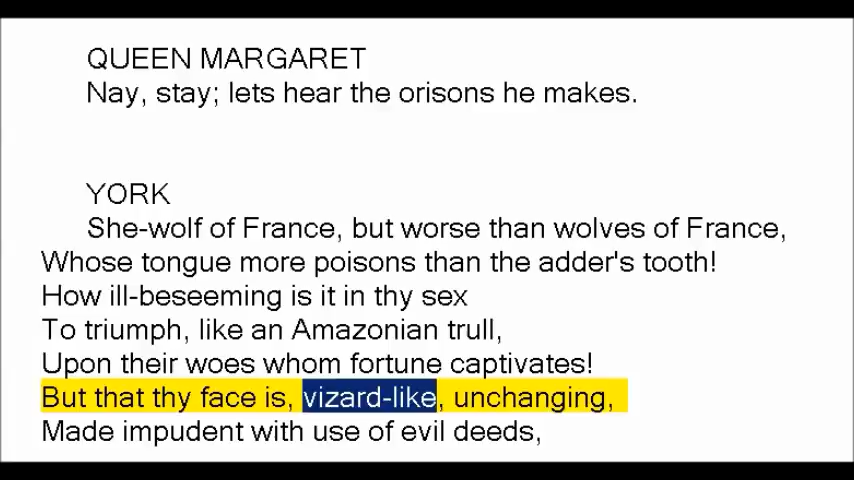 QUEEN MARGARET
Nay, stay; lets hear the orisons he makes.
YORK
She-wolf of France, but worse than wolves of France,
Whose tongue more poisons than the adder's tooth!
How ill-beseeming is it in thy sex
To triumph, like an Amazonian trull,
Upon their woes whom fortune captivates!
But that thy face is, vizard-like, unchanging,
Made impudent with use of evil deeds,